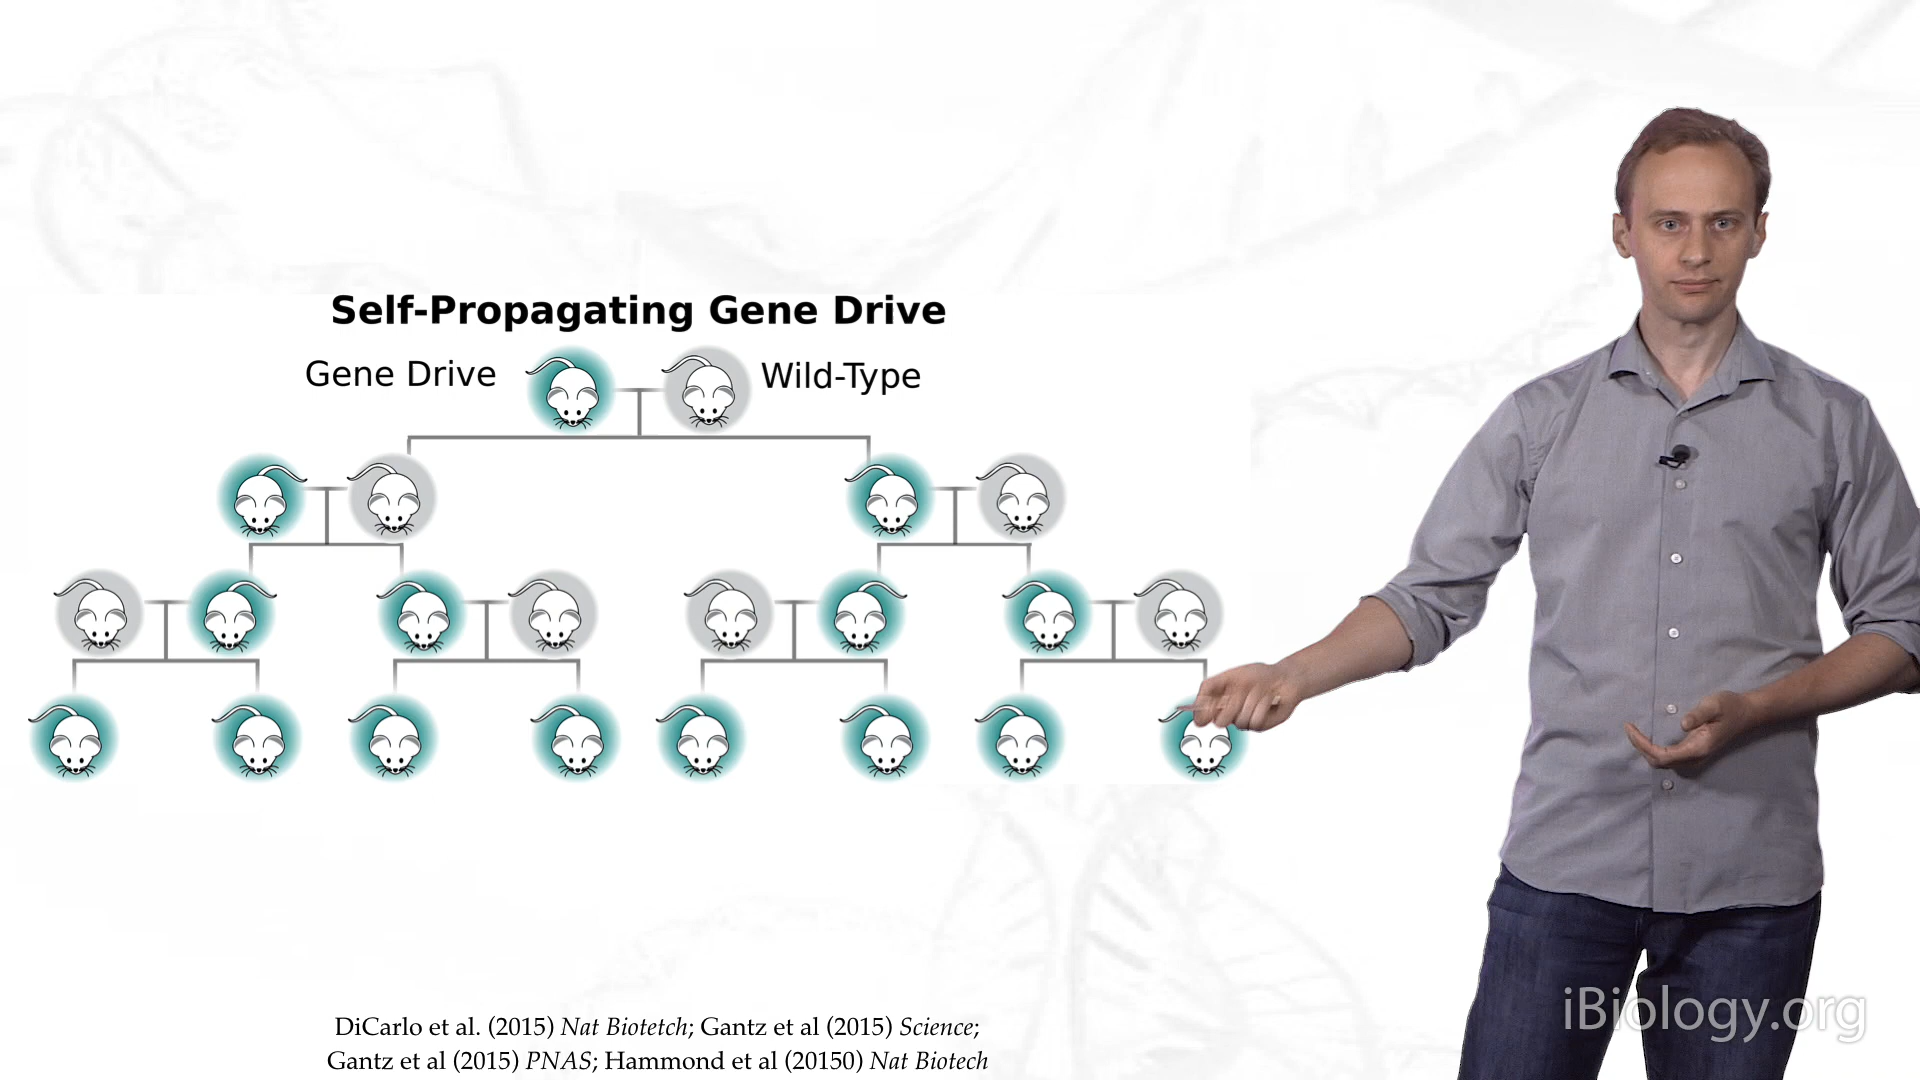 Self-Propagating Gene Drive
Gene Drive
Wild-Type
DiCarlo et al. (2015) Nat Biotetch; Gantz et al (2015) Science;
Gantz et al (2015) PNAS; Hammond et al (20150) Nat Biotech
iBiology.org